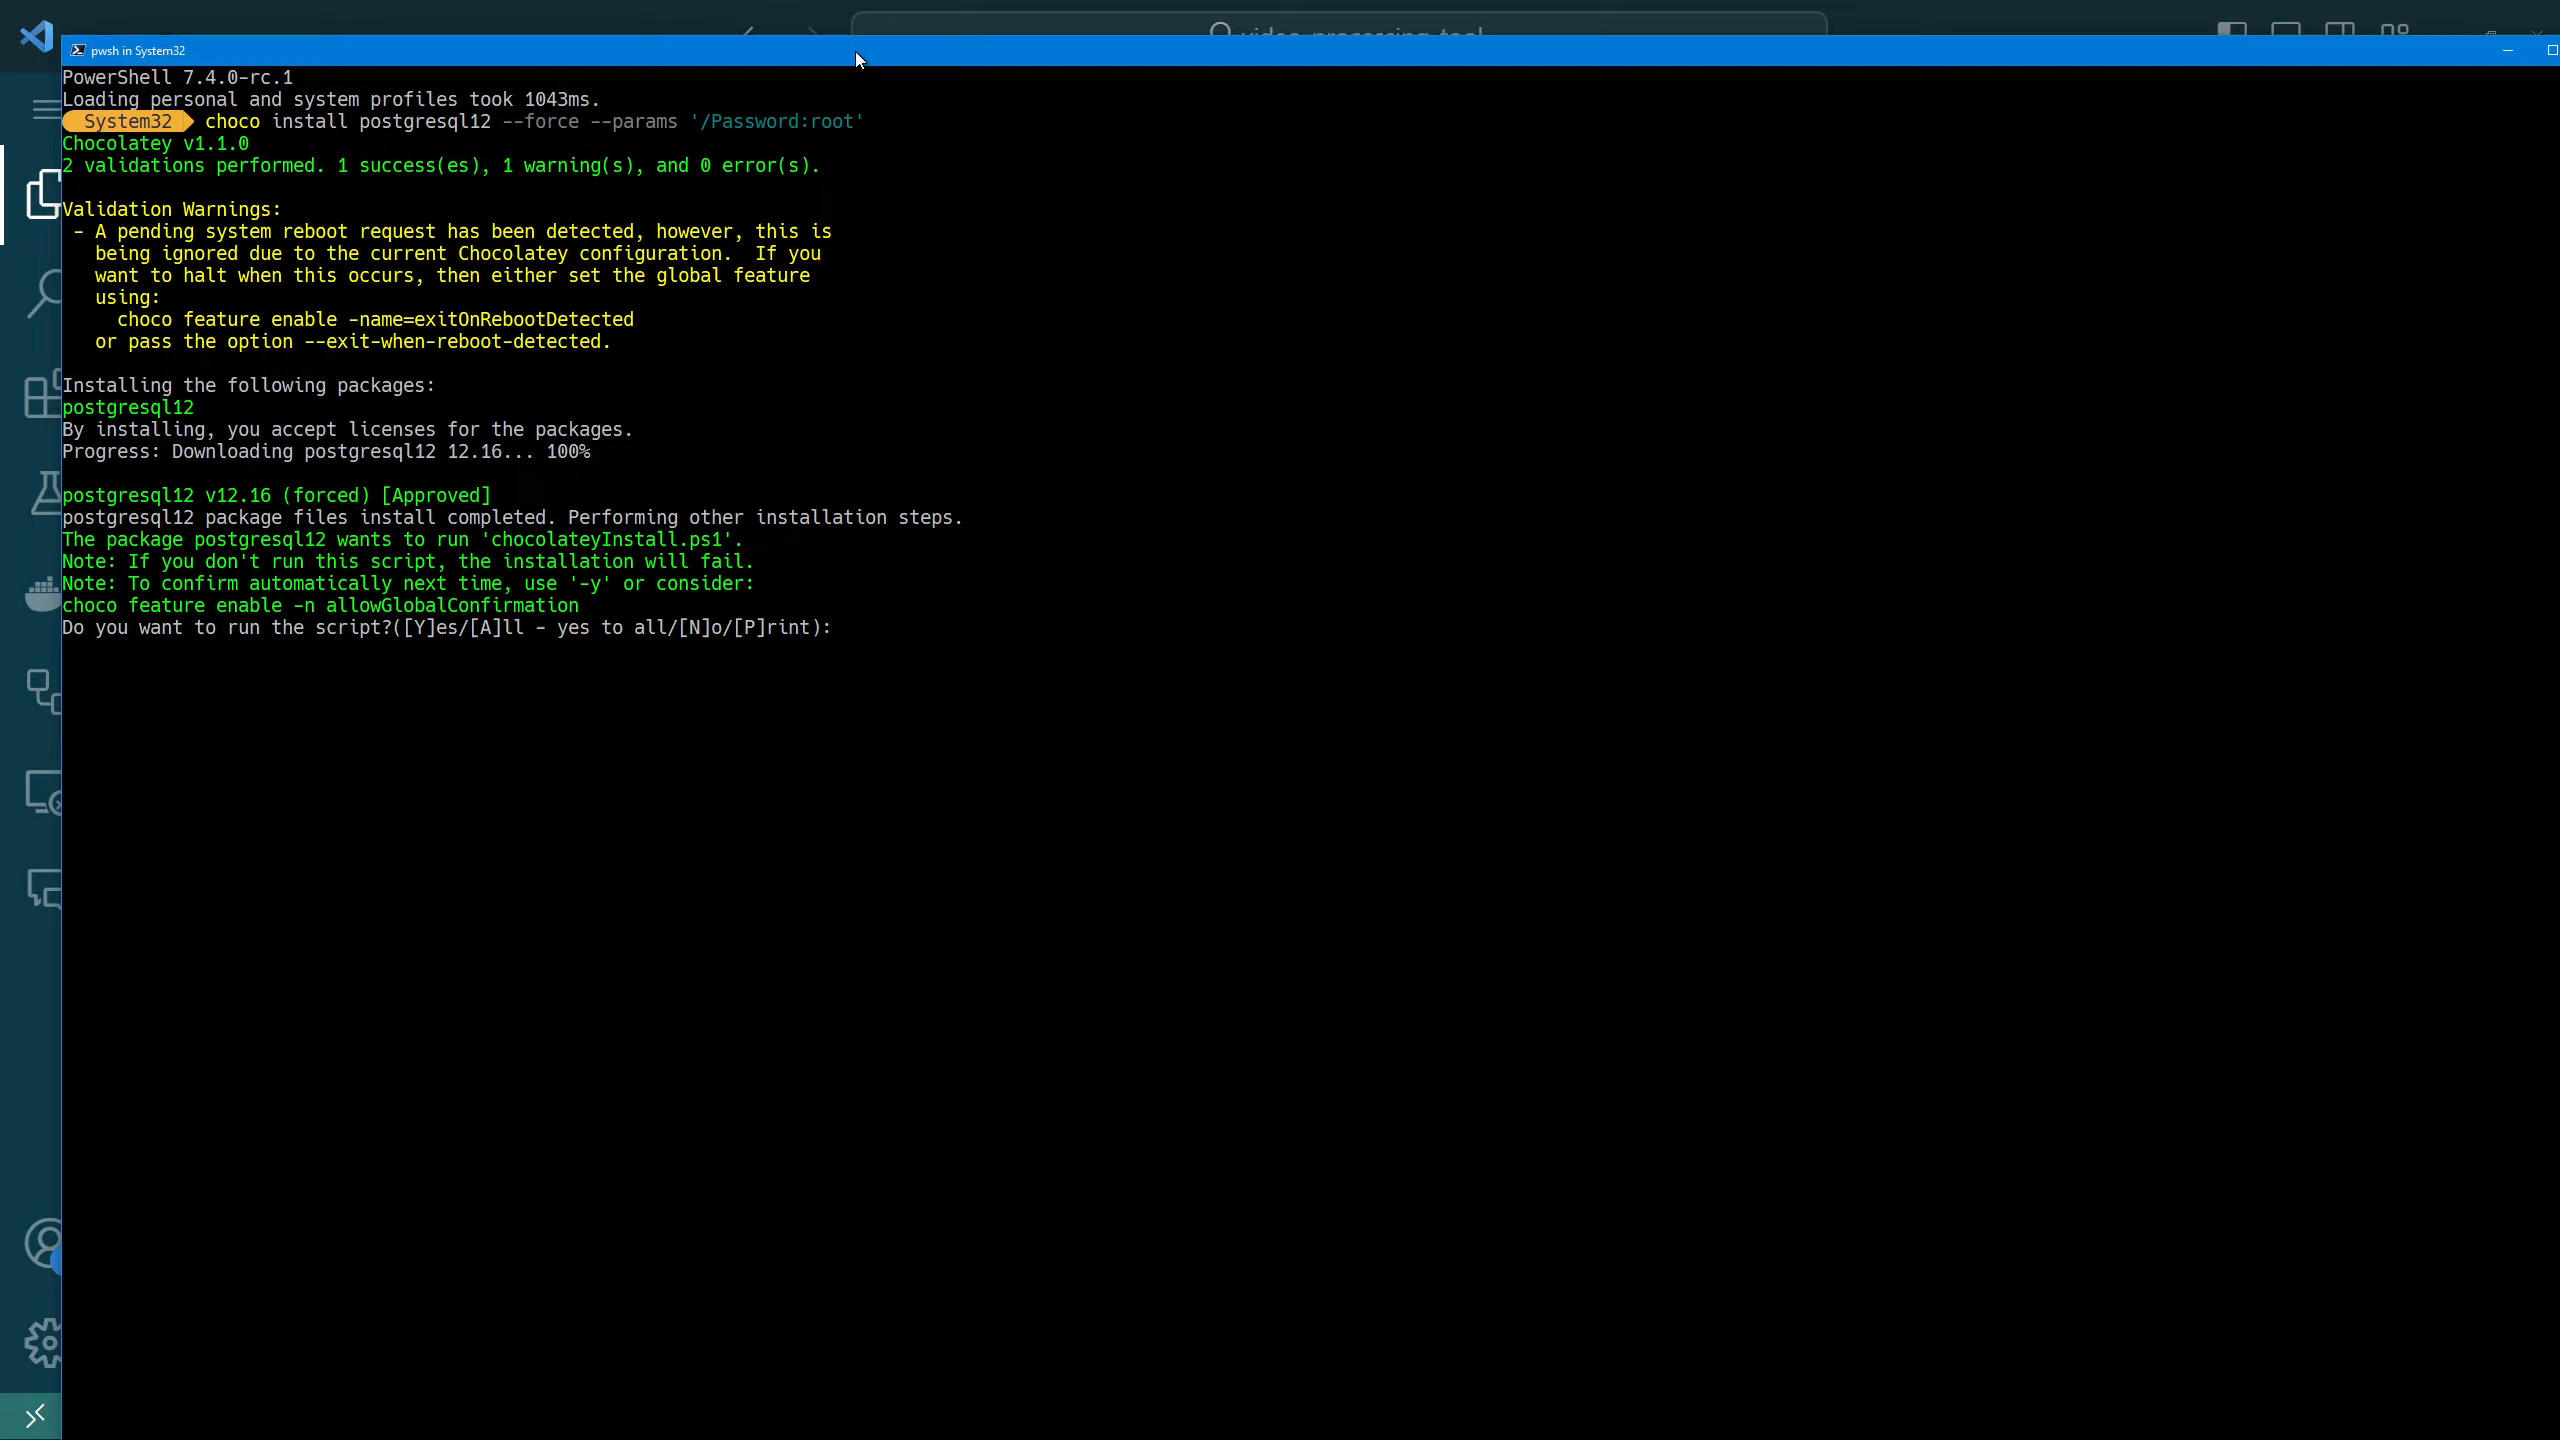 video-processing-tool
pwsh in System32
PowerShell 7.4.0-rc.1
Loading personal and system profiles took 1043ms.
System32 choco install postgresql12 --force --params '/Password:root'
Chocolatey v1.1.0
2 validations performed. 1 success(es), 1 warning(s), and 0 error(s).
Validation Warnings:
- A pending system reboot request has been detected, however, this is
being ignored due to the current Chocolatey configuration.  If you
want to halt when this occurs, then either set the global feature
using:
choco feature enable -name=exitOnRebootDetected
or pass the option --exit-when-reboot-detected.
Installing the following packages:
postgresql12
By installing, you accept licenses for the packages.
Progress: Downloading postgresql12 12.16... 100%
postgresql12 v12.16 (forced) [Approved]
postgresql12 package files install completed. Performing other installation steps.
The package postgresql12 wants to run 'chocolateyInstall.ps1'.
Note: If you don't run this script, the installation will fail.
Note: To confirm automatically next time, use '-y' or consider:
choco feature enable -n allowGlobalConfirmation
Do you want to run the script?([Y]es/[A]ll - yes to all/[N]o/[P]rint):